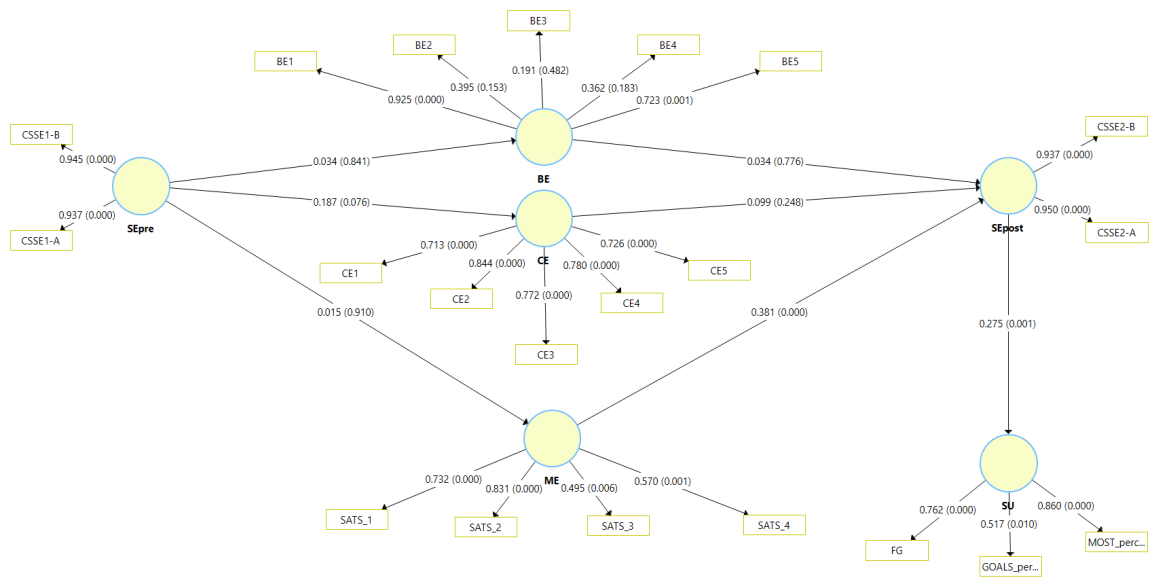 BE3
BE2
BE4
BE1
BE5
0.191 (0.482)
0.395 (0.153)
0.362 (0.183)
0.925 (0.000)
0.723 (0.001)
CSSE1-B
CSSE2-B
0.945 (0.000)
0.937 (0.000)
0.034 (0.841)
0.034 (0.776)
BE
0.187 (0.076)
0.099 (0.248)
0.937 (0.000)
0.950 (0.000)
SEpre
SEpost
CSSE1-A
CSSE2-A
0.713 (0.000)
0.726 (0.000)
CE
0.844 (0.000)
0.780 (0.000)
CE1
CE5
0.772 (0.000)
CE2
CE4
0.015 (0.910)
0.381 (0.000)
0.275 (0.001)
CE3
ME
0.732 (0.000)
0.831 (0.000)
0.495 (0.006)
0.570 (0.001)
SATS_1
SATS_2
SATS_3
SATS_4
SU
0.762 (0.000)
0.860 (0.000)
0.517 (0.010)
FG
MOST_perc...
GOALS_per...